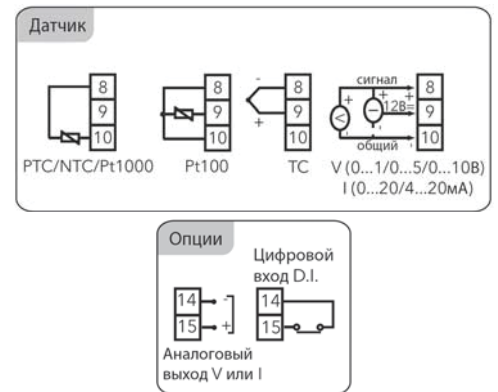 Датчик
8
9
10
PTC/NTC/Pt1000
8
9
10
Pt100
-
+
8
9
10
TC
сигнал
+ + +
V I 12В=
- -
общий
8
9
10
V (0...1/0...5/0...10В)
I (0...20/4...20мА)
Опции
14 -
15 +
Аналоговый
выход V или I
Цифровой
вход D.I.
14
15